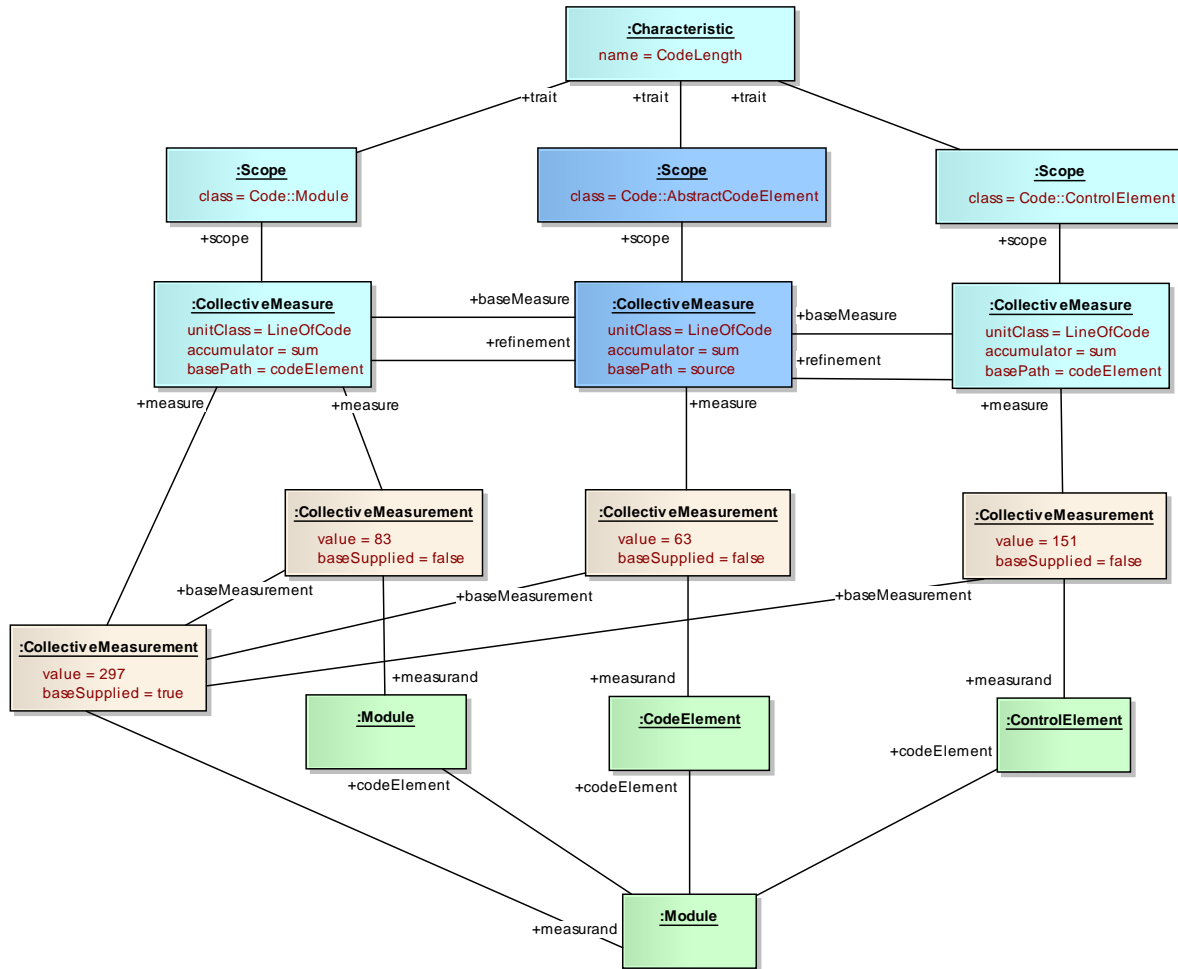 :Characteristic
name = CodeLength
+trait
+trait
+trait
:Scope
class = Code::Module
:Scope
class = Code::AbstractCodeElement
:Scope
class = Code::ControlElement
+scope
+scope
+scope
:CollectiveMeasure
unitClass = LineOfCode
accumulator = sum
basePath = codeElement
+baseMeasure
+refinement
:CollectiveMeasure
unitClass = LineOfCode
accumulator = sum
basePath = source
+baseMeasure
+refinement
:CollectiveMeasure
unitClass = LineOfCode
accumulator = sum
basePath = codeElement
+measure
+measure
+measure
+measure
:CollectiveMeasurement
value = 83
baseSupplied = false
:CollectiveMeasurement
value = 63
baseSupplied = false
:CollectiveMeasurement
value = 151
baseSupplied = false
+baseMeasurement
+baseMeasurement
+baseMeasurement
:CollectiveMeasurement
value = 297
baseSupplied = true
+measurand
+measurand
+measurand
:Module
:CodeElement
:ControlElement
+codeElement
+codeElement
+codeElement
:Module
+measurand